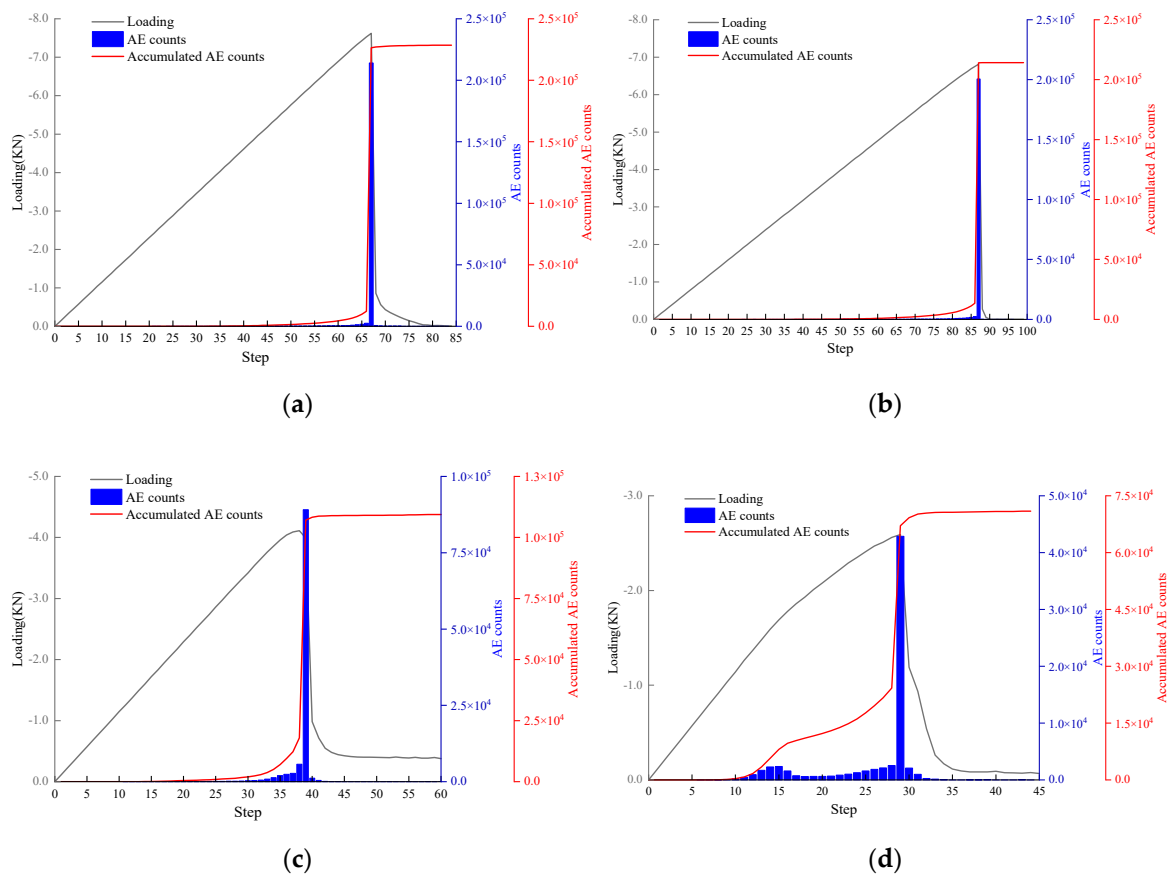 Loading
AE counts
Accumulated AE counts
-8.0
-7.0
-6.0
-5.0
-4.0
-3.0
-2.0
-1.0
0.0
Loading(KN)
0 5 10 15 20 25 30 35 40 45 50 55 60 65 70 75 80 85
Step
2.5×10⁵
2.0×10⁵
1.5×10⁵
1.0×10⁵
5.0×10⁴
0.0
AE counts
2.5×10⁵
2.0×10⁵
1.5×10⁵
1.0×10⁵
5.0×10⁴
0.0
Accumulated AE counts
(a)
Loading
AE counts
Accumulated AE counts
-8.0
-7.0
-6.0
-5.0
-4.0
-3.0
-2.0
-1.0
0.0
Loading(KN)
0 5 10 15 20 25 30 35 40 45 50 55 60 65 70 75 80 85 90 95 100
Step
2.5×10⁵
2.0×10⁵
1.5×10⁵
1.0×10⁵
5.0×10⁴
0.0
AE counts
2.5×10⁵
2.0×10⁵
1.5×10⁵
1.0×10⁵
5.0×10⁴
0.0
Accumulated AE counts
(b)
Loading
AE counts
Accumulated AE counts
-5.0
-4.0
-3.0
-2.0
-1.0
0.0
Loading(KN)
0 5 10 15 20 25 30 35 40 45 50 55 60
Step
1.0×10⁵
7.5×10⁴
5.0×10⁴
2.5×10⁴
0.0
AE counts
1.3×10⁵
1.0×10⁵
7.5×10⁴
5.0×10⁴
2.5×10⁴
0.0
Accumulated AE counts
(c)
Loading
AE counts
Accumulated AE counts
-3.0
-2.0
-1.0
0.0
Loading(KN)
0 10 20 30 40 45
Step
5.0×10⁴
4.0×10⁴
3.0×10⁴
2.0×10⁴
1.0×10⁴
0.0
AE counts
7.5×10⁴
6.0×10⁴
4.5×10⁴
3.0×10⁴
1.5×10⁴
0.0
Accumulated AE counts
(d)